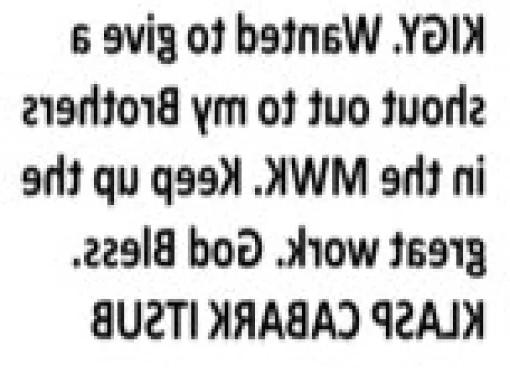 KIGY. Wanted to give a
shout out to my Brothers
in the MWK. Keep up the
great work. God Bless.
KLASP CABARK ITSUB